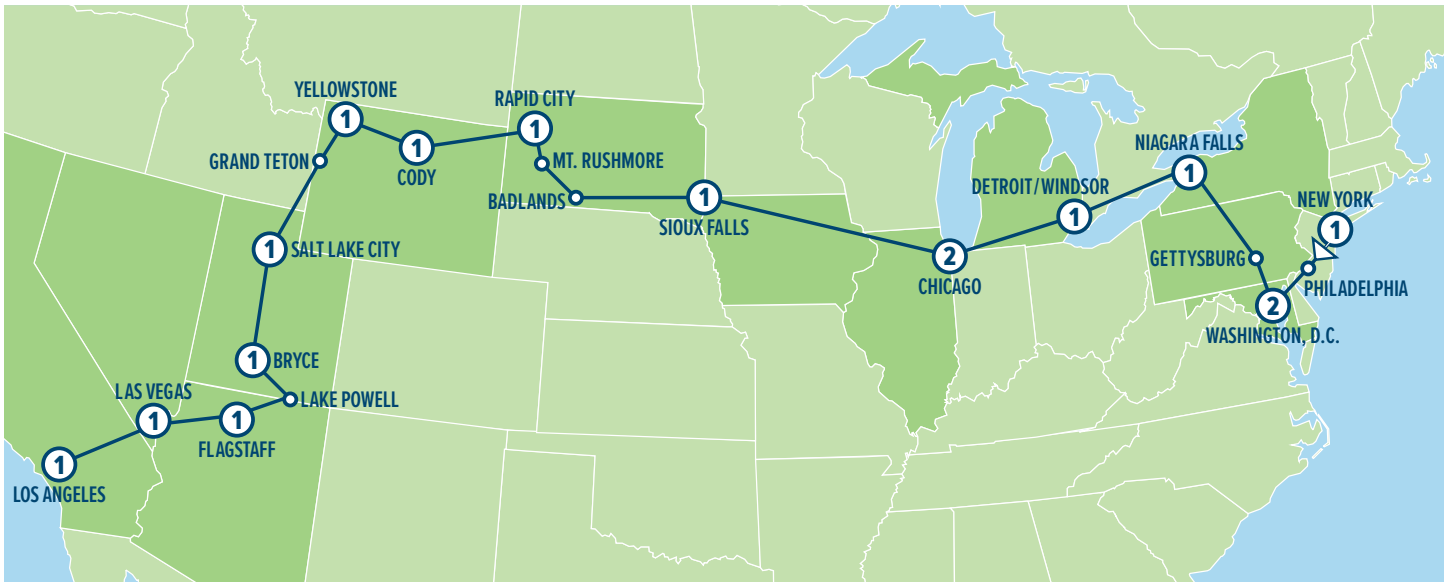 YELLOWSTONE
1
RAPID CITY
1
GRAND TETON
1
CODY
MT. RUSHMORE
BADLANDS
1
SIOUX FALLS
NIAGARA FALLS
1
DETROIT/WINDSOR
1
NEW YORK
1
1
SALT LAKE CITY
2
CHICAGO
GETTYSBURG
PHILADELPHIA
2
WASHINGTON, D.C.
1
BRYCE
LAKE POWELL
LAS VEGAS
1
1
FLAGSTAFF
1
LOS ANGELES